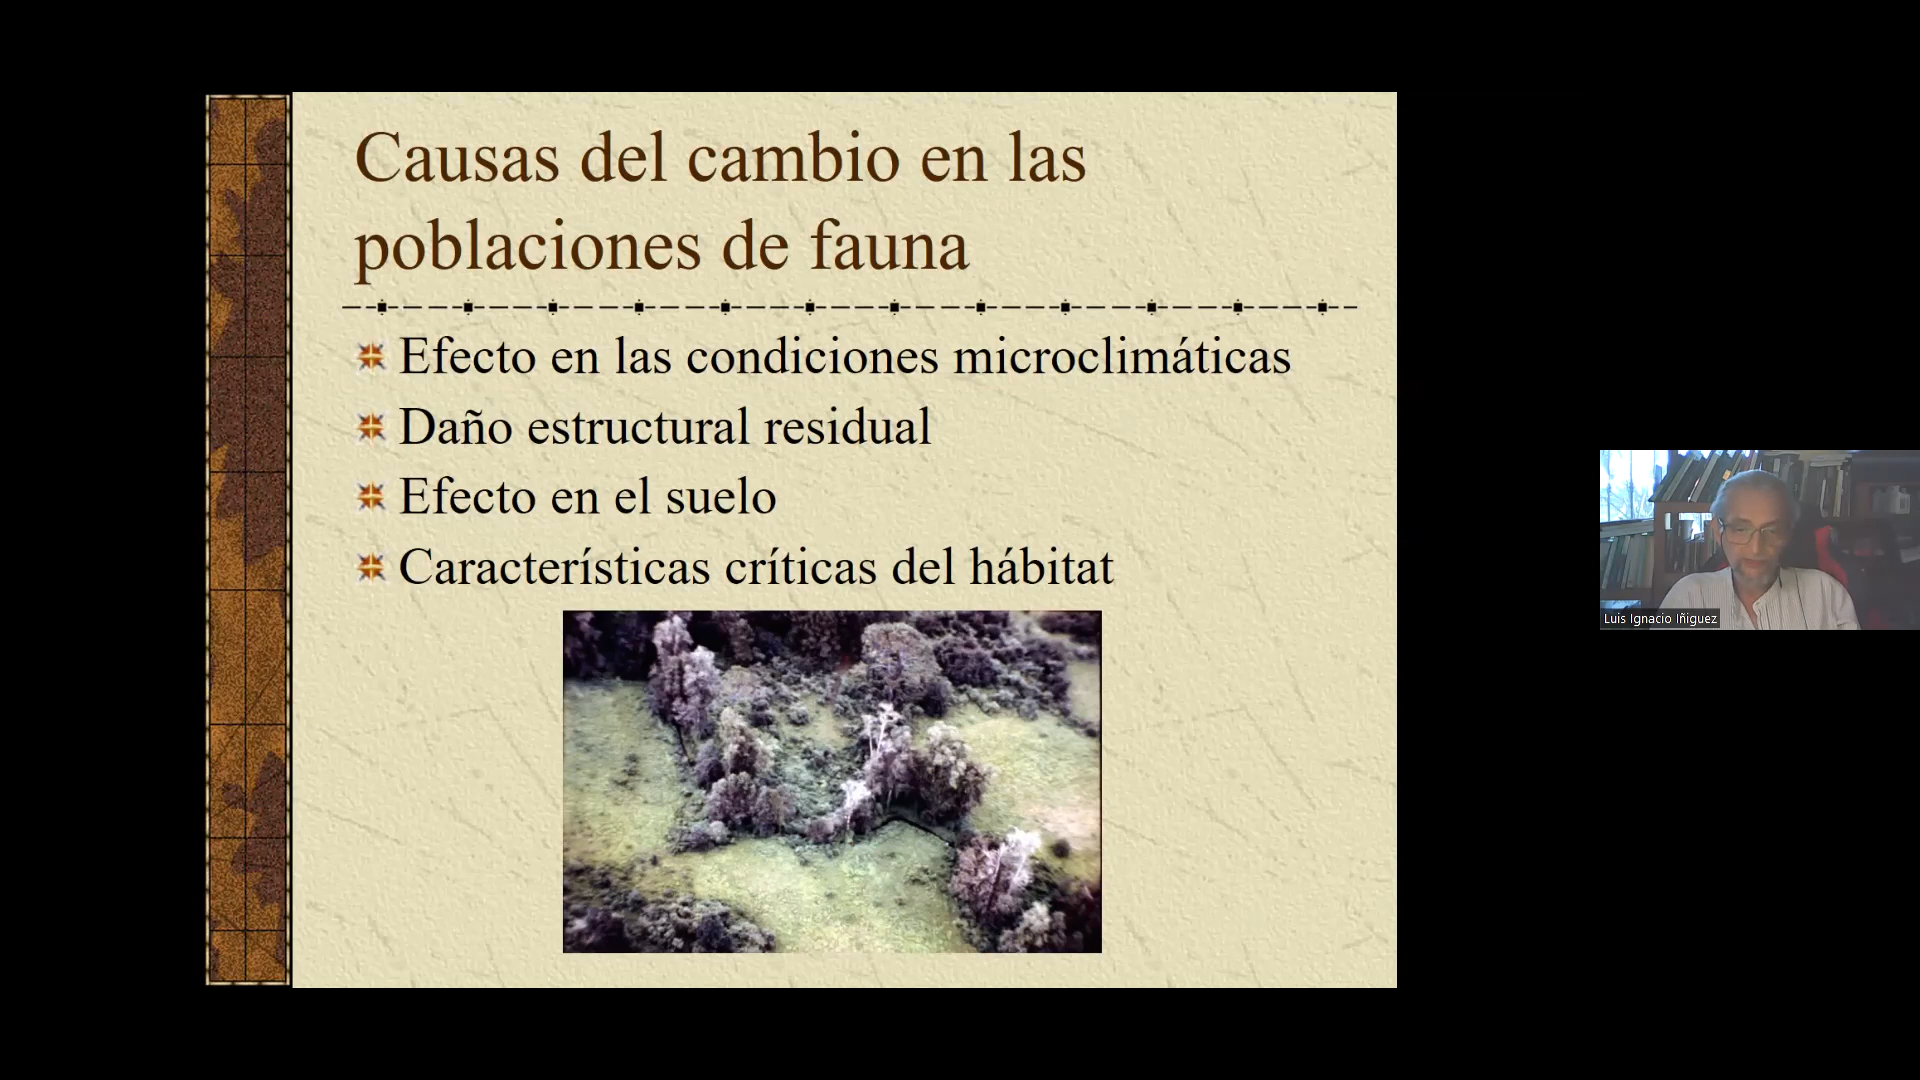 Causas del cambio en las
poblaciones de fauna
Efecto en las condiciones microclimáticas
Daño estructural residual
Efecto en el suelo
Características críticas del hábitat
Luis Ignacio Iñiguez